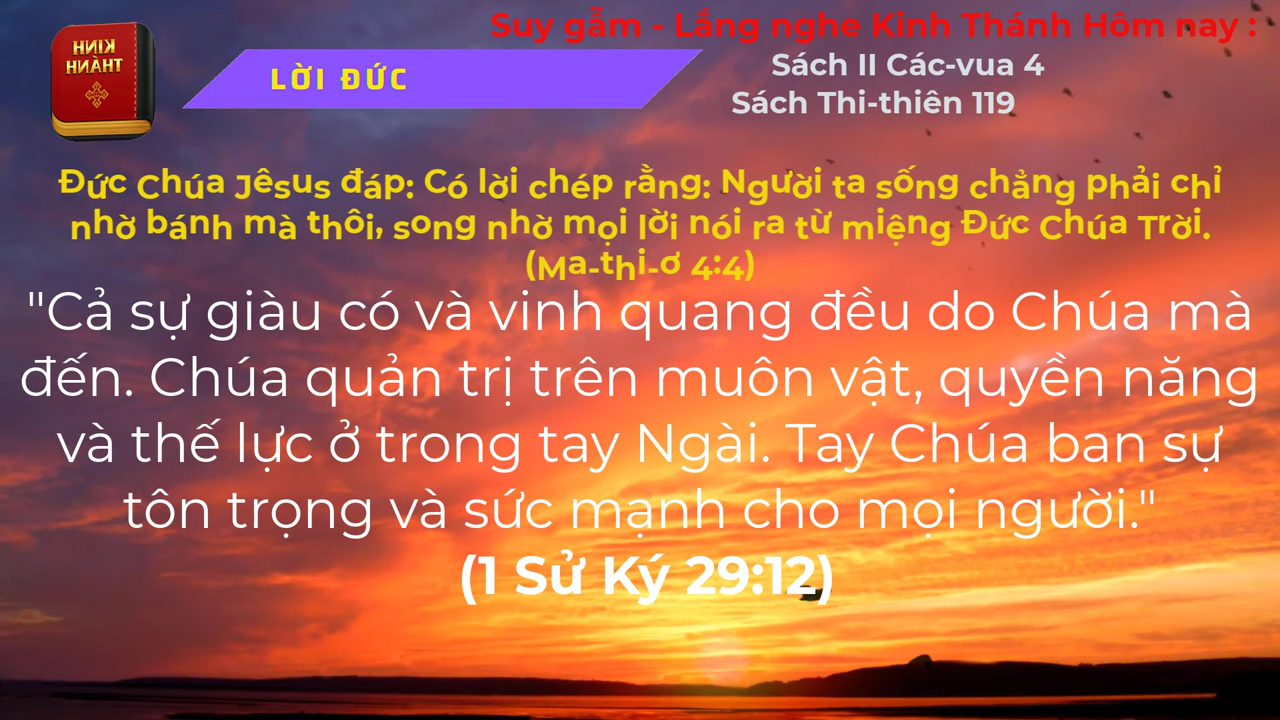 Suy gẫm - Lắng nghe Kinh Thánh Hôm nay :
KINH
THÀNH
LỜI ĐỨC
Sách II Các-vua 4
Sách Thi-thiên 119
Đức Chúa Jêsus đáp: Có lời chép rằng: Người ta sống chẳng phải chỉ
nhờ bánh mà thôi, song nhờ mọi lời nói ra từ miệng Đức Chúa Trời.
(Ma-thi-ơ 4:4)
"Cả sự giàu có và vinh quang đều do Chúa mà
đến. Chúa quản trị trên muôn vật, quyền năng
và thế lực ở trong tay Ngài. Tay Chúa ban sự
tôn trọng và sức mạnh cho mọi người."
(1 Sử Ký 29:12)